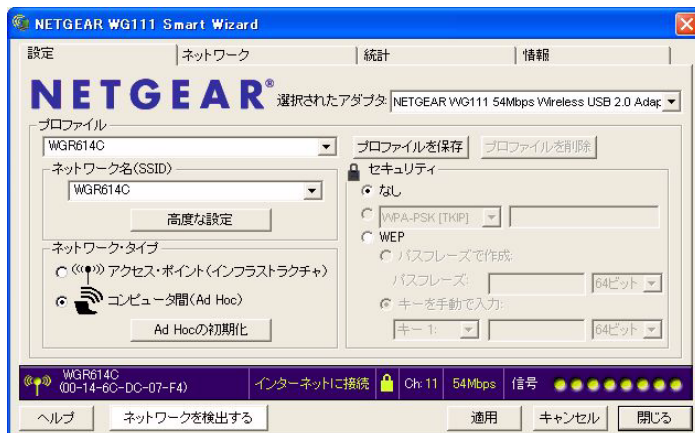 NETGEAR WG111 Smart Wizard
設定 ネットワーク 統計 情報
NETGEAR® 選択されたアダプタ: NETGEAR WG111 54Mbps Wireless USB 2.0 Adap
プロファイル
WGR614C プロファイルを保存 プロファイルを削除
ネットワーク名(SSID)
WGR614C
高度な設定
セキュリティ
なし
WPA-PSK [TKIP]
WEP
パスフレーズで作成:
パスフレーズ: 64ビット
キーを手動で入力:
キー 1: 64ビット
ネットワーク・タイプ
アクセス・ポイント(インフラストラクチャ)
コンピュータ間(Ad Hoc)
Ad Hocの初期化
WGR614C
(00-14-6C-DC-07-F4) インターネットに接続 Ch: 11 54Mbps 信号
ヘルプ ネットワークを検出する 適用 キャンセル 閉じる